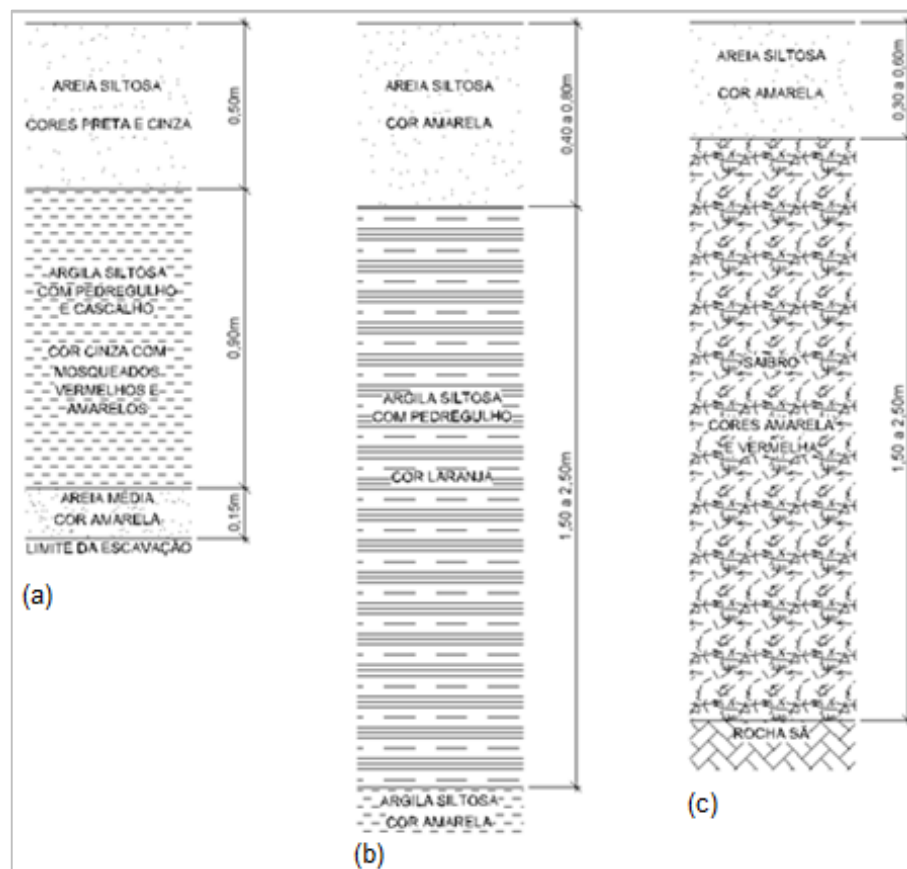 AREIA SILTOSA
CORES PRETA E CINZA
0,50m
ARGILA SILTOSA
COM PEDREGULHO
E CASCALHO
COR CINZA COM
MOSQUEADOS
VERMELHOS E
AMARELOS
0,90m
AREIA MÉDIA
COR AMARELA
0,15m
LIMITE DA ESCAVAÇÃO
(a)
AREIA SILTOSA
COR AMARELA
0,40 a 0,80m
ARGILA SILTOSA
COM PEDREGULHO
COR LARANJA
1,50 a 2,50m
ARGILA SILTOSA
COR AMARELA
(b)
AREIA SILTOSA
COR AMARELA
0,30 a 0,60m
SAIBRO
CORES AMARELA
E VERMELHA
1,50 a 2,50m
ROCHA SÃ
(c)